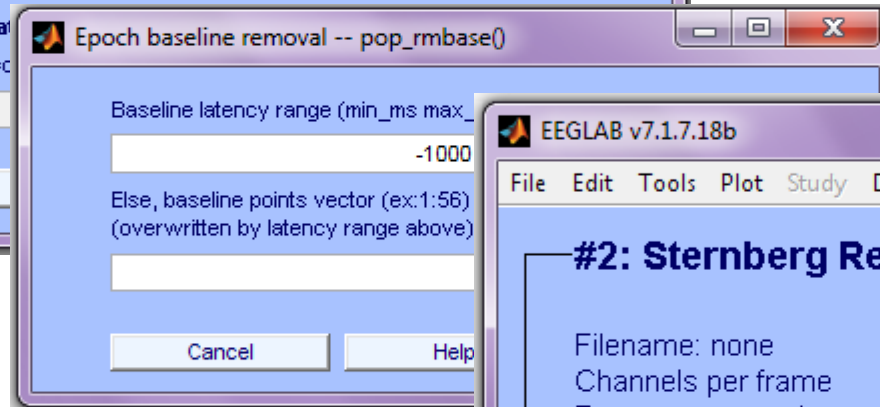 Epoch baseline removal -- pop_rmbase()
Baseline latency range (min_ms max_
-1000
Else, baseline points vector (ex:1:56)
(overwritten by latency range above)
Cancel Help
EEGLAB v7.1.7.18b
File Edit Tools Plot Study
#2: Sternberg Re
Filename: none
Channels per frame